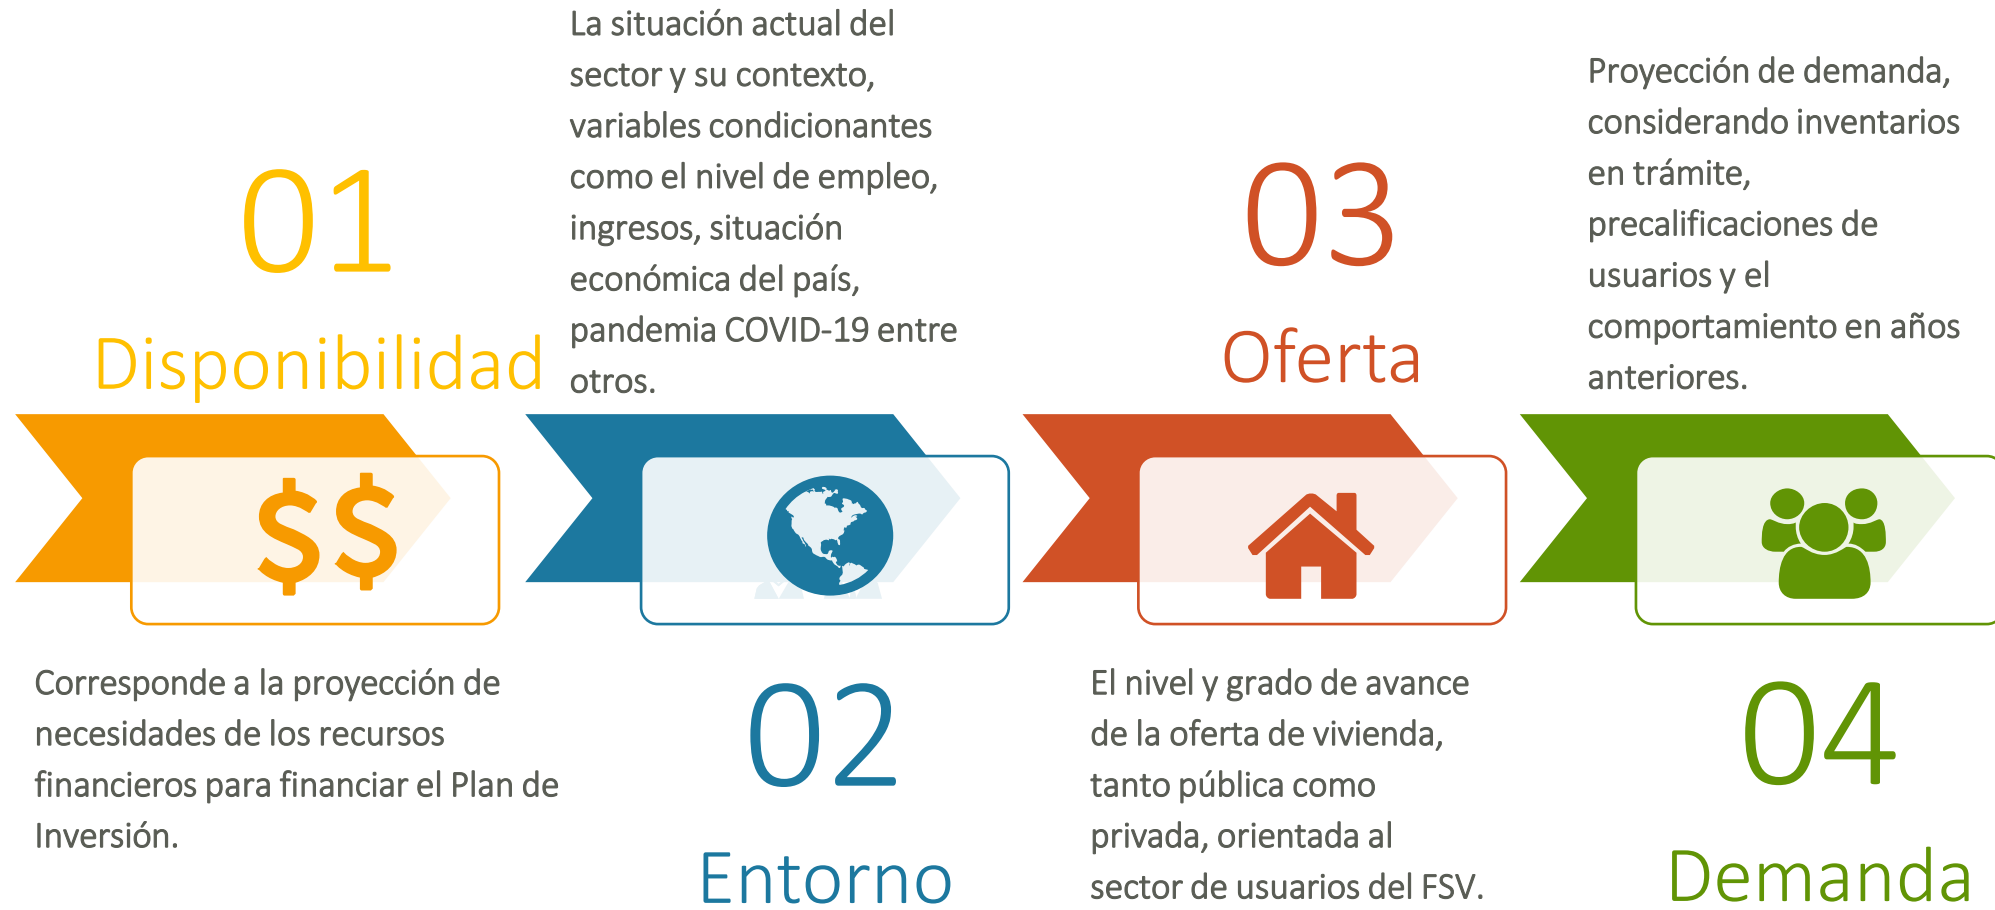 01
Disponibilidad
Corresponde a la proyección de
necesidades de los recursos
financieros para financiar el Plan de
Inversión.
La situación actual del
sector y su contexto,
variables condicionantes
como el nivel de empleo,
ingresos, situación
económica del país,
pandemia COVID-19 entre
otros.
02
Entorno
03
Oferta
El nivel y grado de avance
de la oferta de vivienda,
tanto pública como
privada, orientada al
sector de usuarios del FSV.
Proyección de demanda,
considerando inventarios
en trámite,
precalificaciones de
usuarios y el
comportamiento en años
anteriores.
04
Demanda
$$